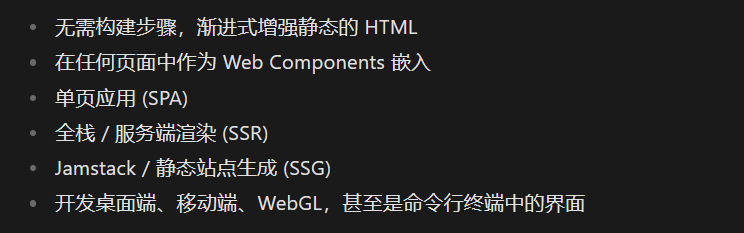 无需构建步骤，渐进式增强静态的 HTML
在任何页面中作为 Web Components 嵌入
单页应用 (SPA)
全栈 / 服务端渲染 (SSR)
Jamstack / 静态站点生成 (SSG)
开发桌面端、移动端、WebGL，甚至是命令行终端中的界面